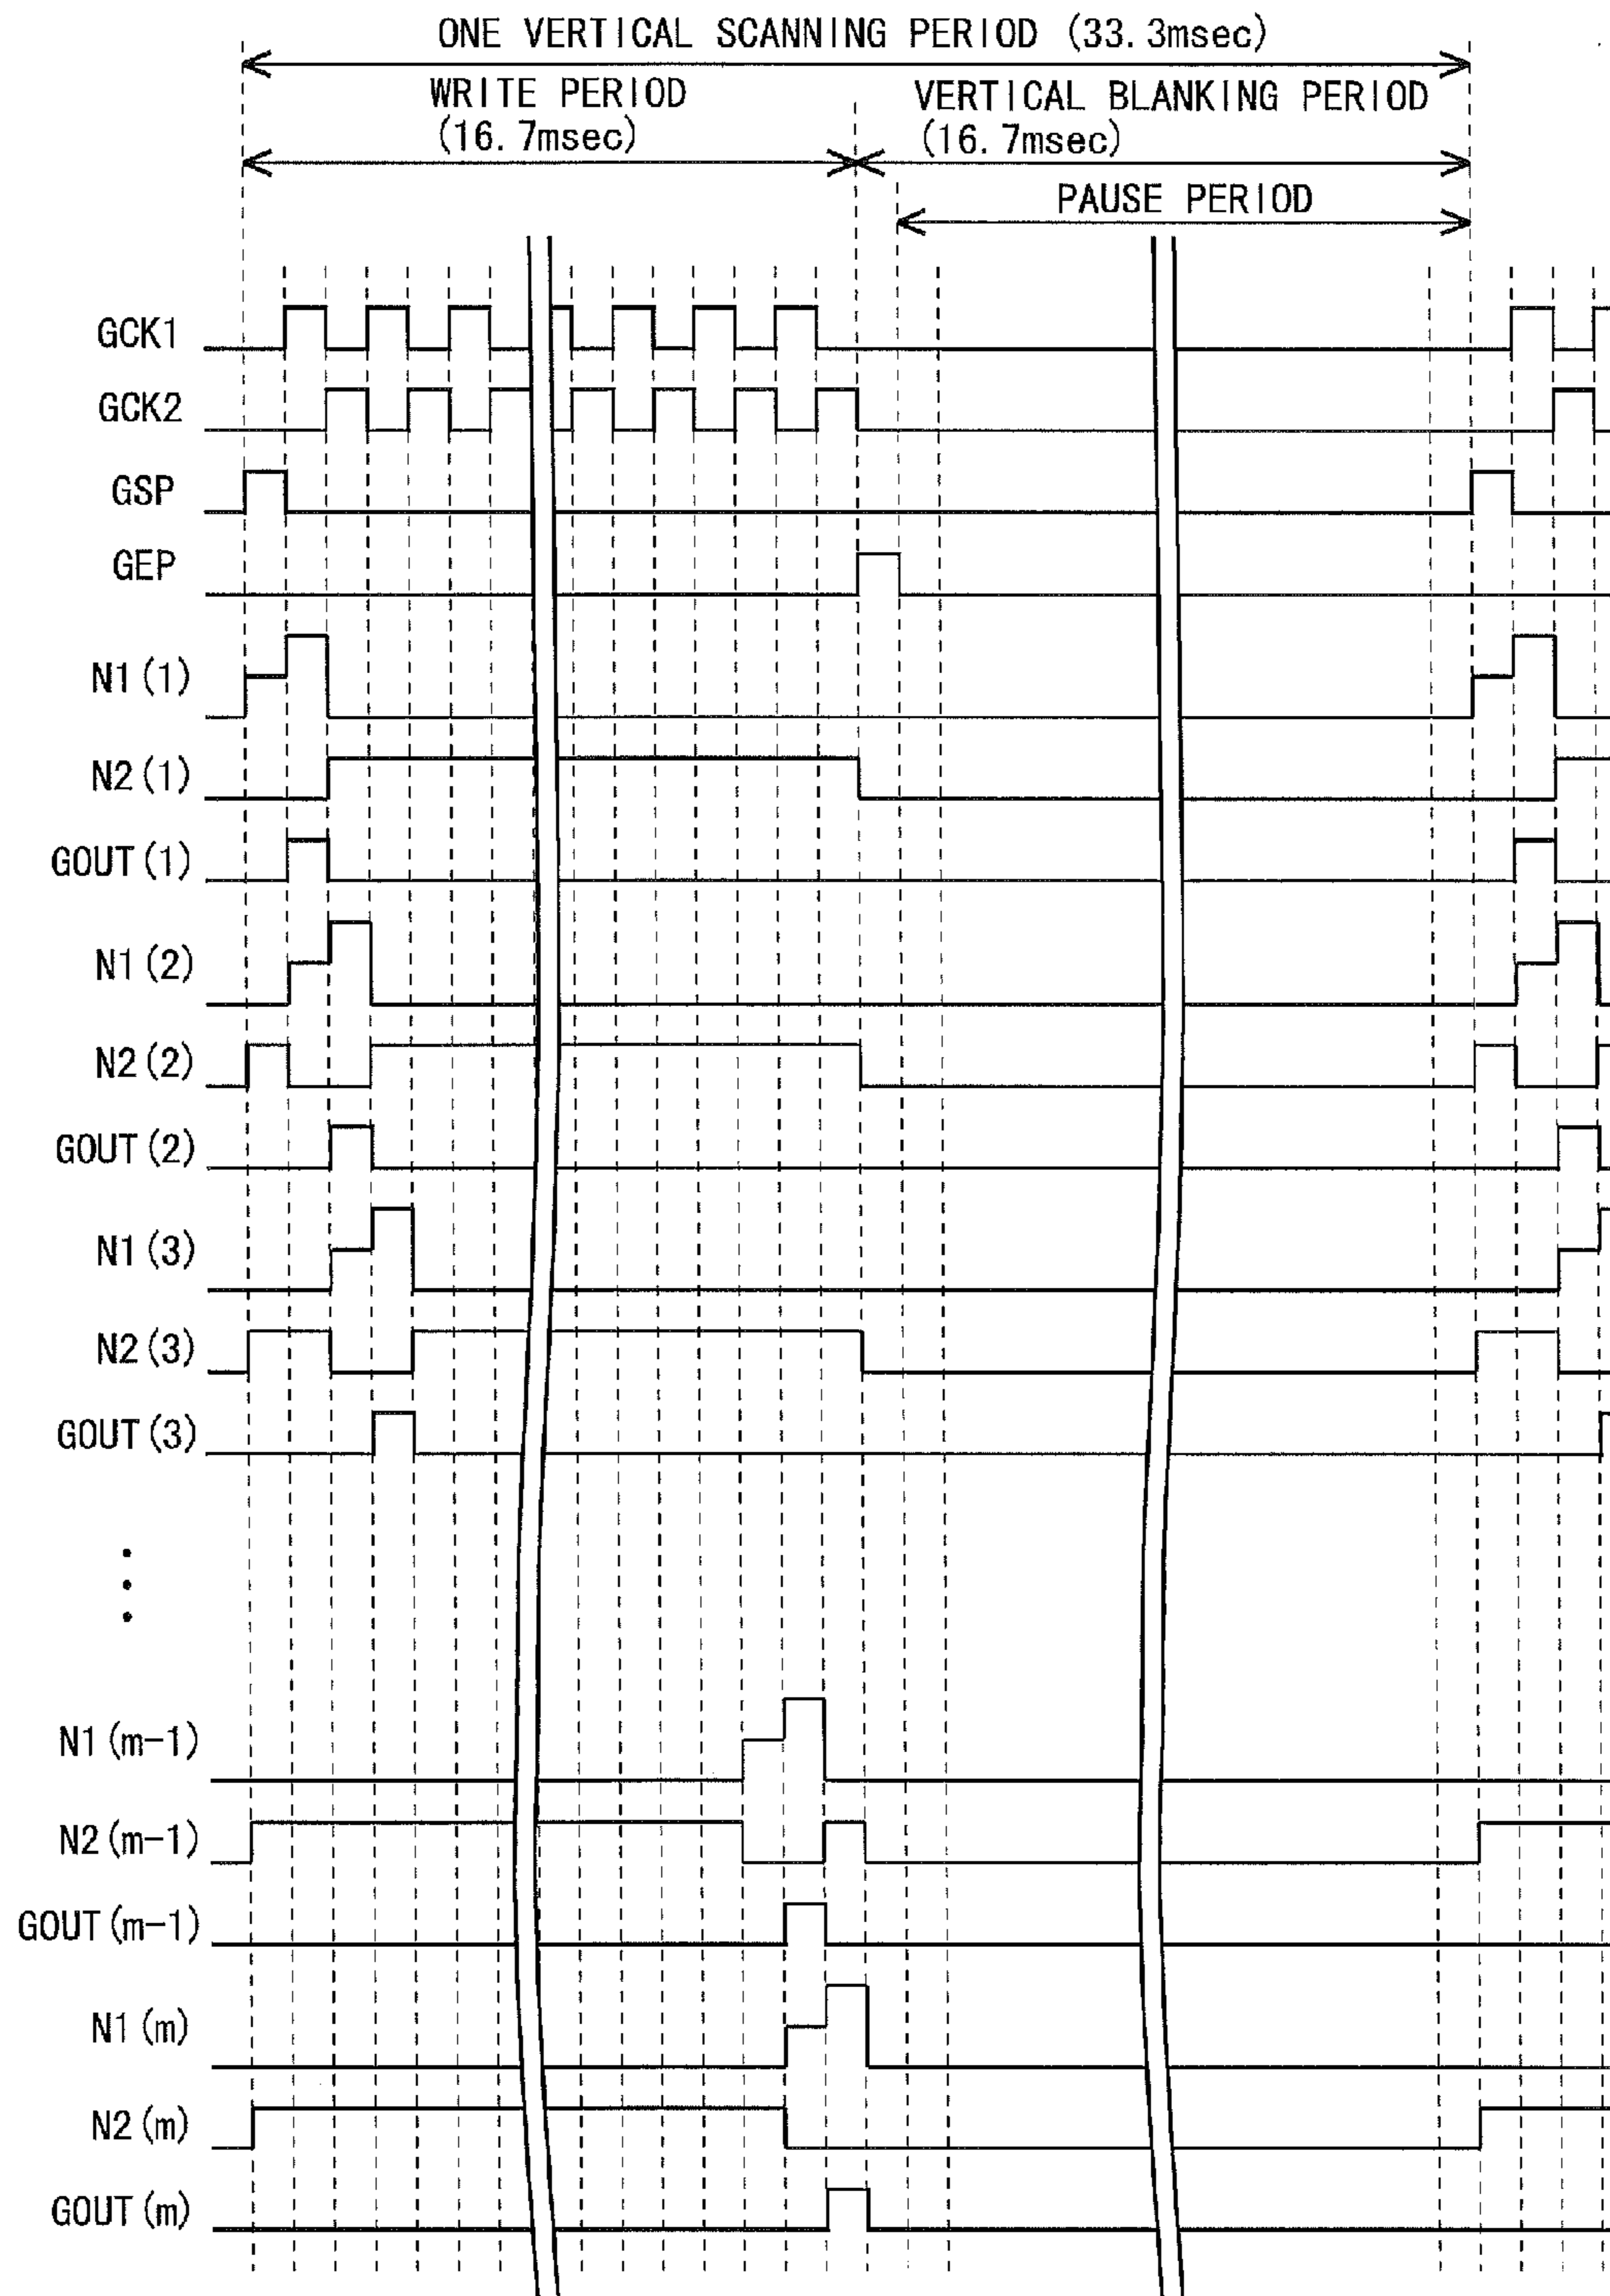 ONE VERTICAL SCANNING PERIOD (33.3msec)
WRITE PERIOD
(16.7msec)
VERTICAL BLANKING PERIOD
(16.7msec)
PAUSE PERIOD
GCK1
GCK2
GSP
GEP
N1(1)
N2(1)
GOUT(1)
N1(2)
N2(2)
GOUT(2)
N1(3)
N2(3)
GOUT(3)
N1(m-1)
N2(m-1)
GOUT(m-1)
N1(m)
N2(m)
GOUT(m)